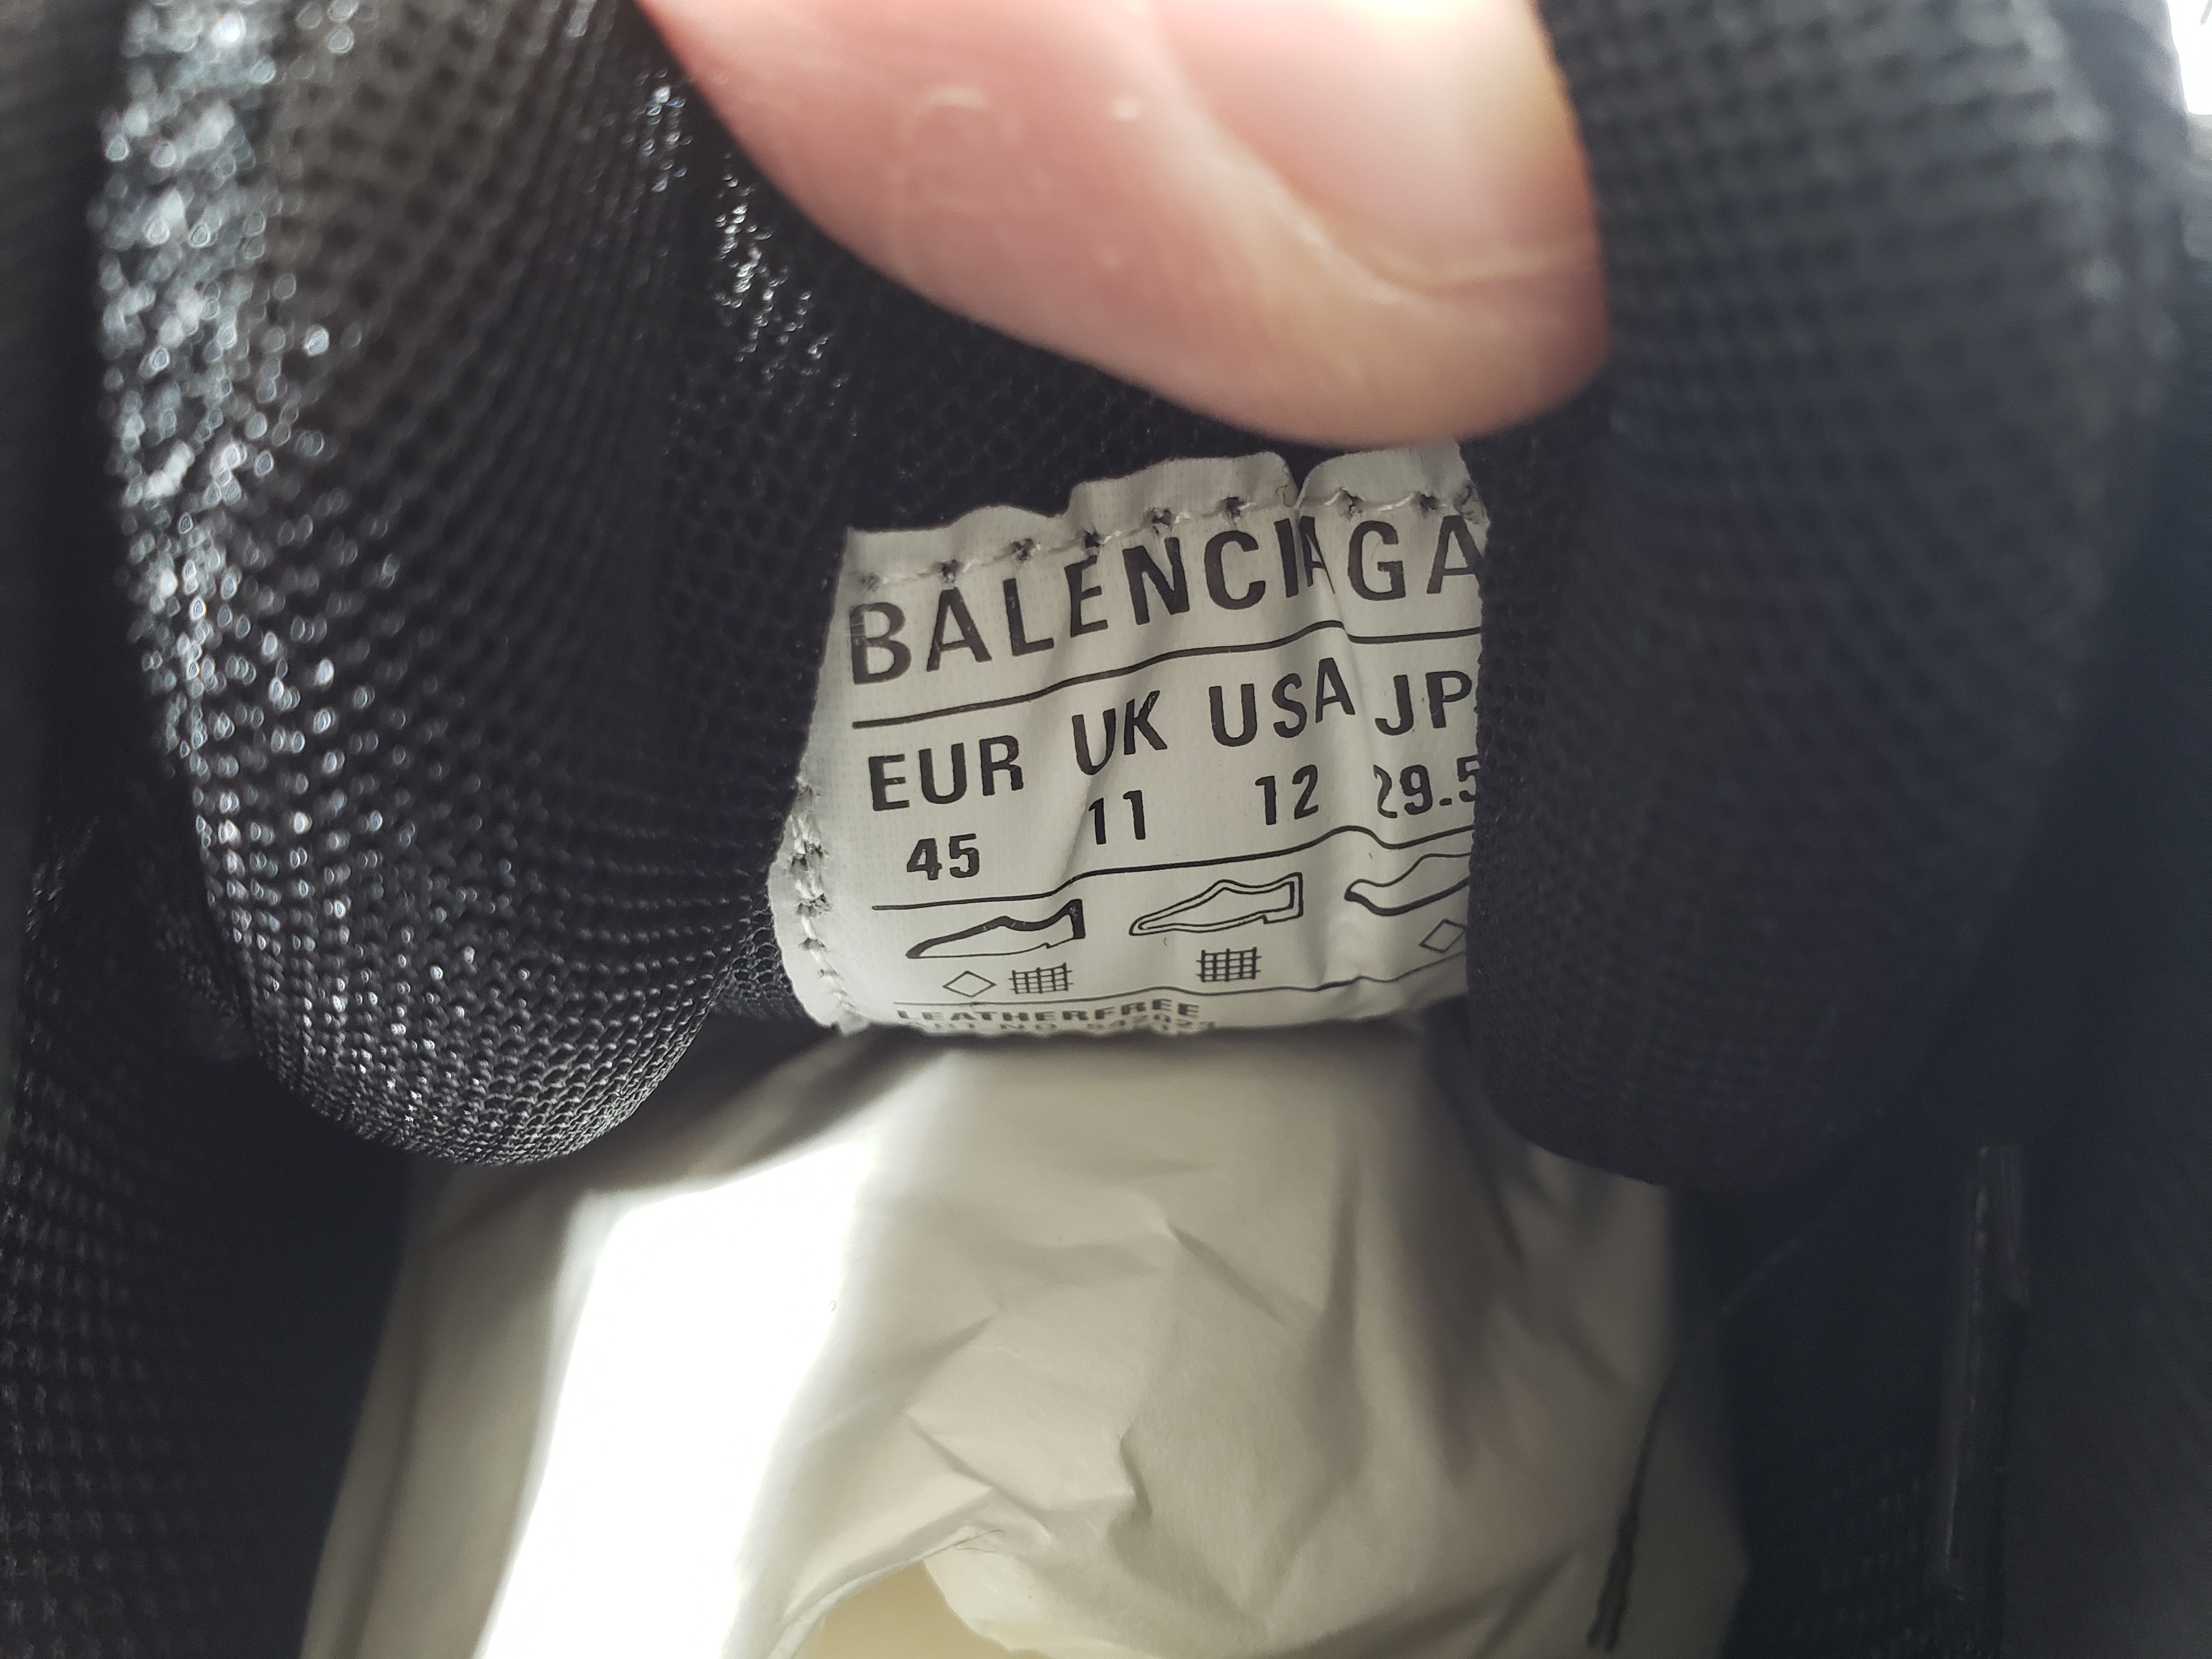 BALENCIAGA
EUR UK USA JP
45 11 12 29.5
LEATHERFREE